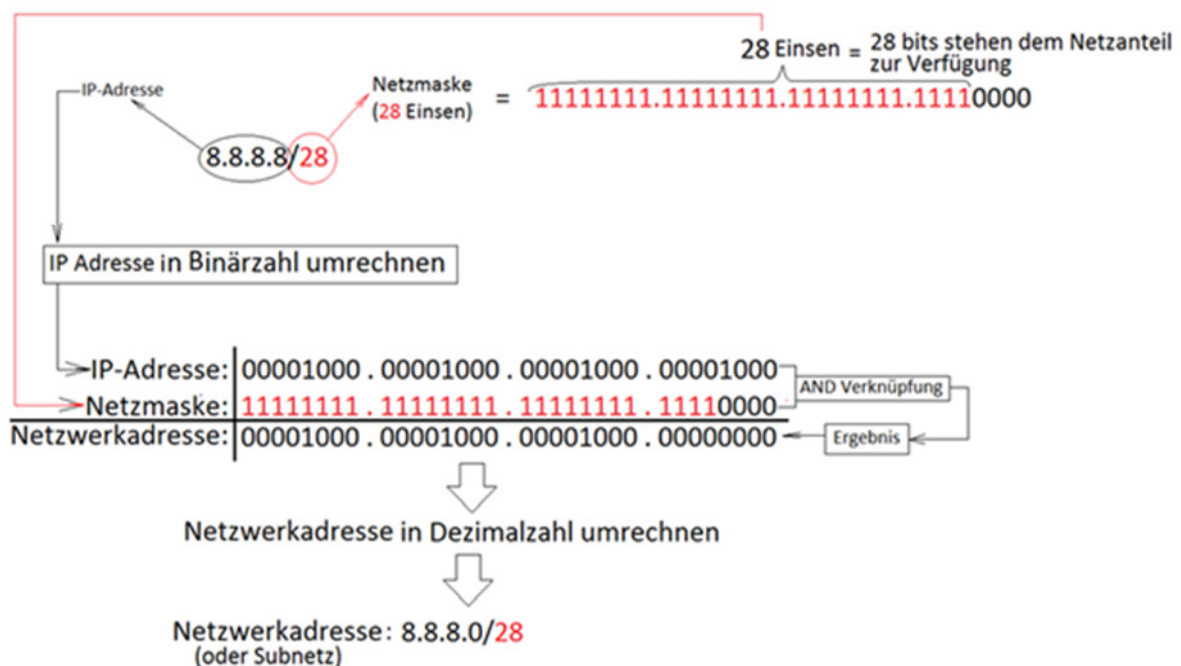 28 Einsen = 28 bits stehen dem Netzanteil
zur Verfügung
IP-Adresse
Netzmaske
(28 Einsen)
= 11111111.11111111.11111111.11110000
8.8.8.8/28
IP Adresse in Binärzahl umrechnen
IP-Adresse: 00001000 . 00001000 . 00001000 . 00001000
AND Verknüpfung
Netzmaske: 11111111 . 11111111 . 11111111 . 11110000
Netzwerkadresse: 00001000 . 00001000 . 00001000 . 00000000
Ergebnis
Netzwerkadresse in Dezimalzahl umrechnen
Netzwerkadresse: 8.8.8.0/28
(oder Subnetz)